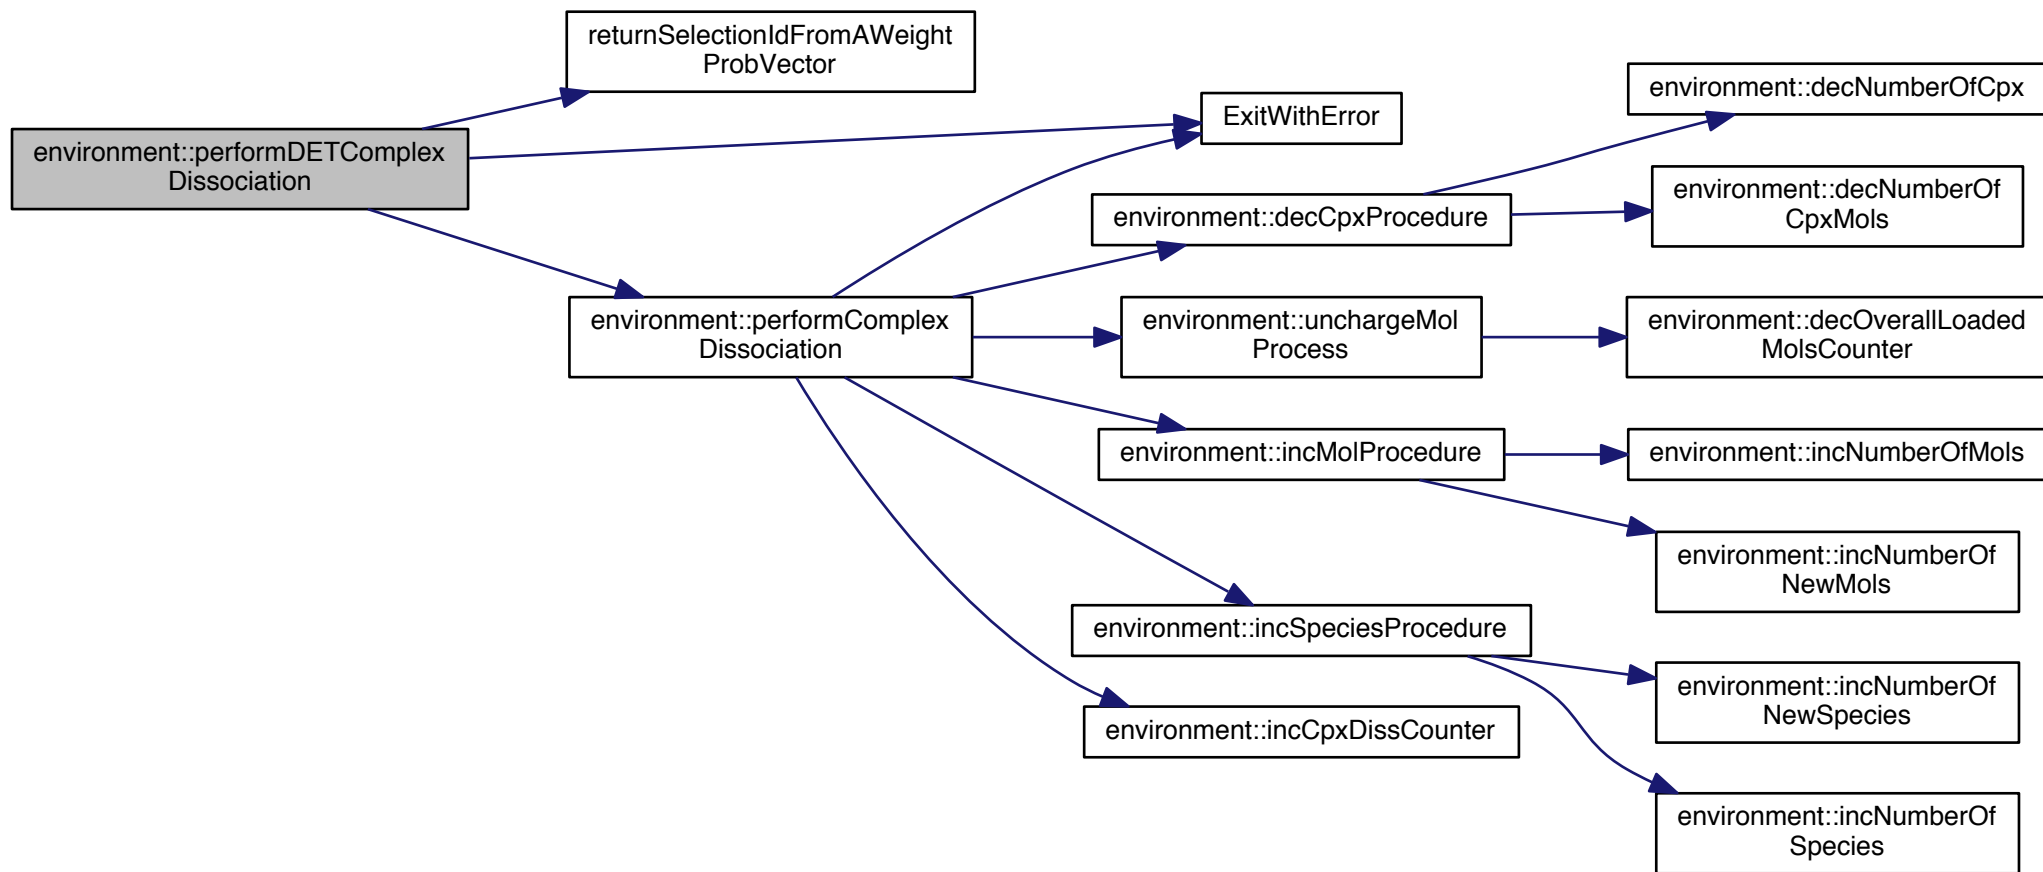 environment::performDETComplex
Dissociation
returnSelectionIdFromAWeight
ProbVector
environment::performComplex
Dissociation
ExitWithError
environment::decCpxProcedure
environment::unchargeMol
Process
environment::incMolProcedure
environment::incSpeciesProcedure
environment::incCpxDissCounter
environment::decNumberOfCpx
environment::decNumberOf
CpxMols
environment::decOverallLoaded
MolsCounter
environment::incNumberOfMols
environment::incNumberOf
NewMols
environment::incNumberOf
NewSpecies
environment::incNumberOf
Species